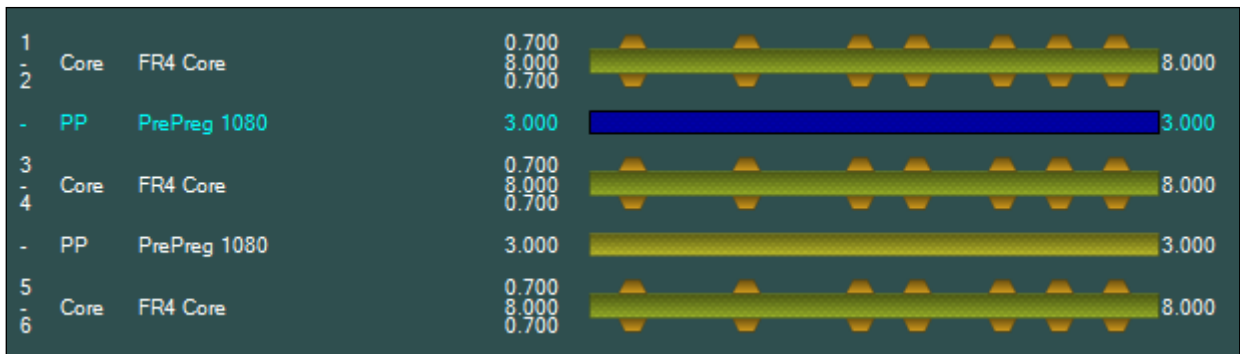 1 0.700
- Core FR4 Core 8.000 8.000
2 0.700
- PP PrePreg 1080 3.000 3.000
3 0.700
- Core FR4 Core 8.000 8.000
4 0.700
- PP PrePreg 1080 3.000 3.000
5 0.700
- Core FR4 Core 8.000 8.000
6 0.700